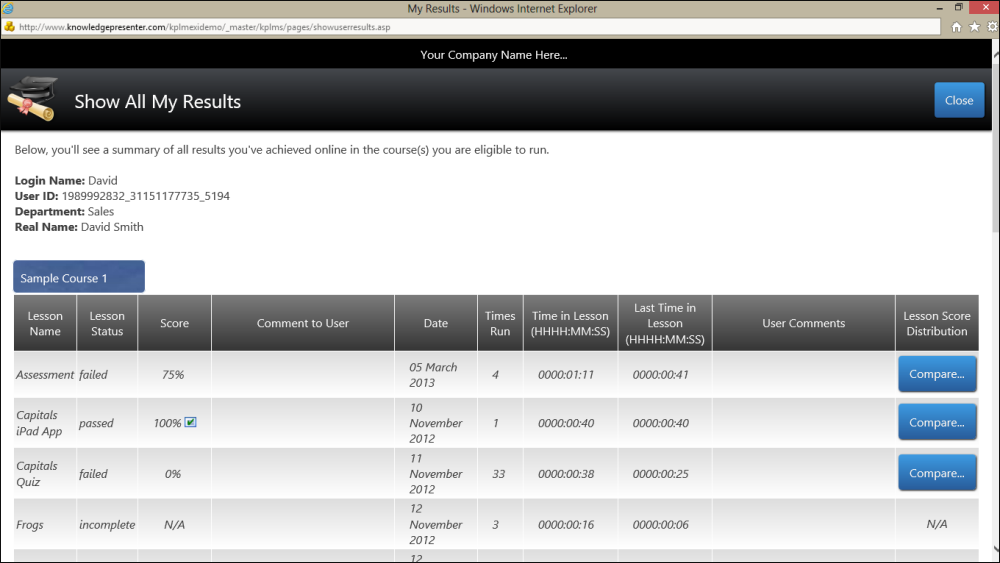 My Results - Windows Internet Explorer
http://www.knowledgepresenter.com/kplmexidemo/_master/kplms/pages/showuserresults.asp
Your Company Name Here...
Show All My Results
Close
Below, you'll see a summary of all results you've achieved online in the course(s) you are eligible to run.
Login Name: David
User ID: 1989992832_31151177735_5194
Department: Sales
Real Name: David Smith
Sample Course 1
Lesson Name Lesson Status Score Comment to User Date Times Run Time in Lesson (HHHH:MM:SS) Last Time in Lesson (HHHH:MM:SS) User Comments Lesson Score Distribution
Assessment failed 75% 05 March 2013 4 0000:01:11 0000:00:41 Compare...
Capitals iPad App passed 100% 10 November 2012 1 0000:00:40 0000:00:40 Compare...
Capitals Quiz failed 0% 11 November 2012 33 0000:00:38 0000:00:25 Compare...
Frogs incomplete N/A 12 November 2012 3 0000:00:16 0000:00:06 N/A
12